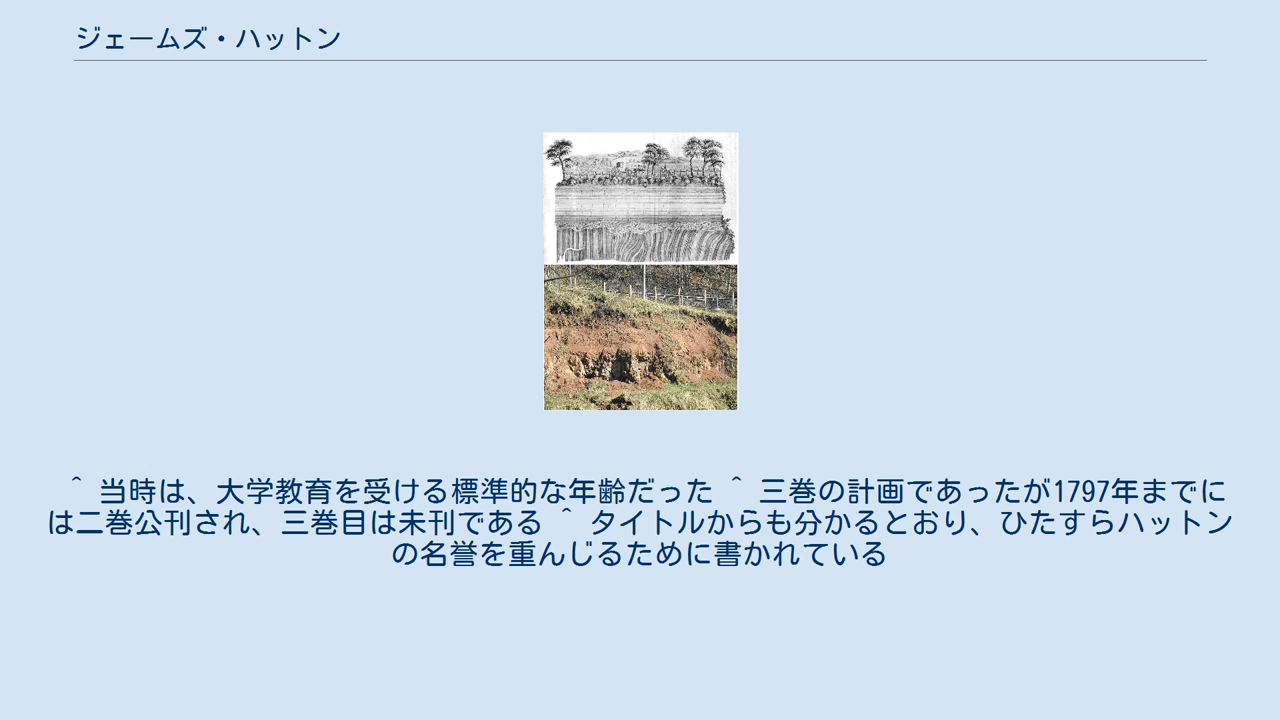 ジェームズ・ハットン
^ 当時は、大学教育を受ける標準的な年齢だった ^ 三巻の計画であったが1797年までに
は二巻公刊され、三巻目は未刊である ^ タイトルからも分かるとおり、ひたすらハットン
の名誉を重んじるために書かれている